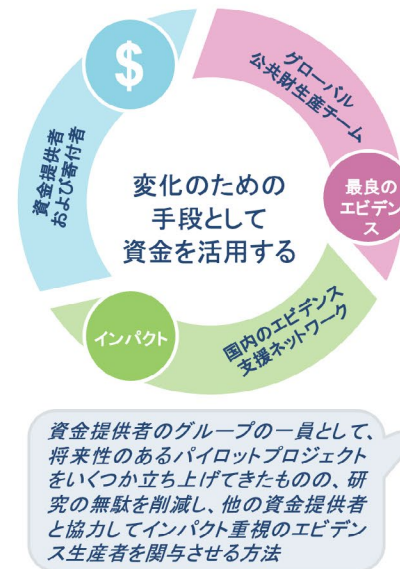 $
グローバル
公共財生産チーム
資金提供者
および寄付者
最良の
エビデン
ス
変化のための
手段として
資金を活用する
インパクト
国内のエビデンス
支援ネットワーク
資金提供者のグループの一員として、
将来性のあるパイロットプロジェクト
をいくつか立ち上げてきたものの、研
究の無駄を削減し、他の資金提供者
と協力してインパクト重視のエビデン
ス生産者を関与させる方法